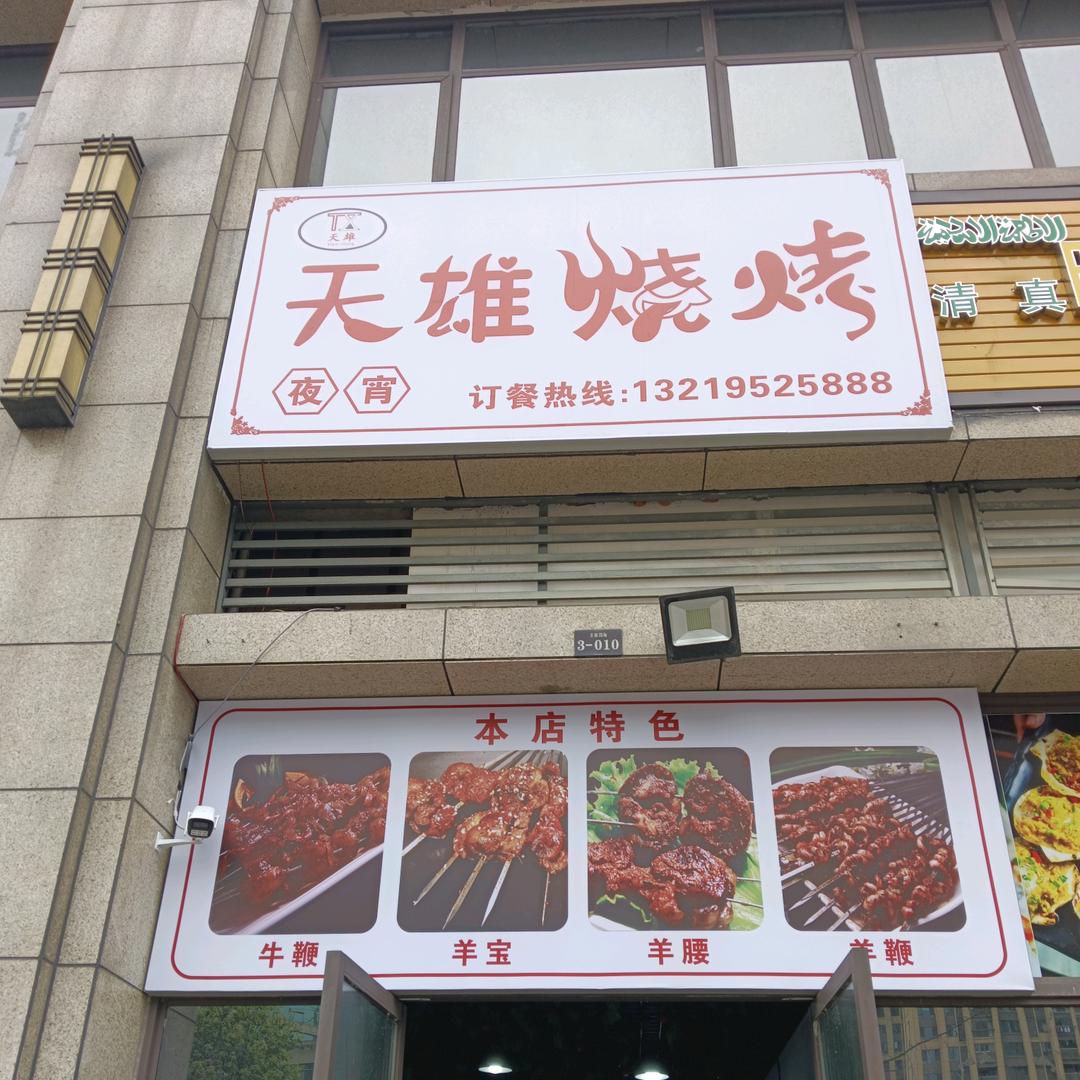 T.X.
天雄
天雄烧烤
夜宵
订餐热线:13219525888
清真
3-010
本店特色
牛鞭
羊宝
羊腰
羊鞭